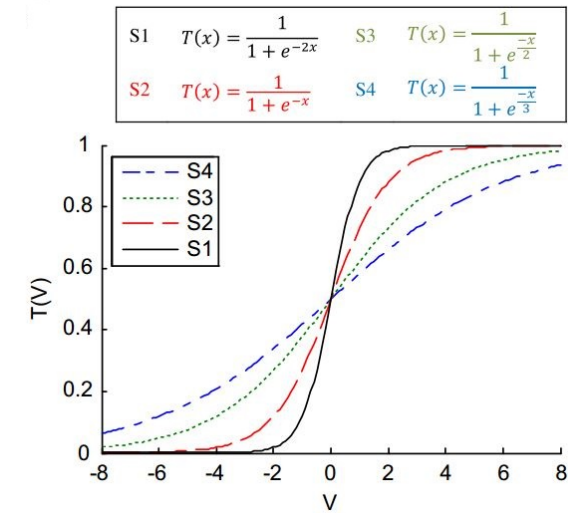 S1 T(x) = 1 / (1 + e^{-2x}) S3 T(x) = 1 / (1 + e^{-x/2})
S2 T(x) = 1 / (1 + e^{-x}) S4 T(x) = 1 / (1 + e^{-x/3})
S4
S3
S2
S1
1
0.8
0.6
0.4
0.2
0
T(V)
-8 -6 -4 -2 0 2 4 6 8
V